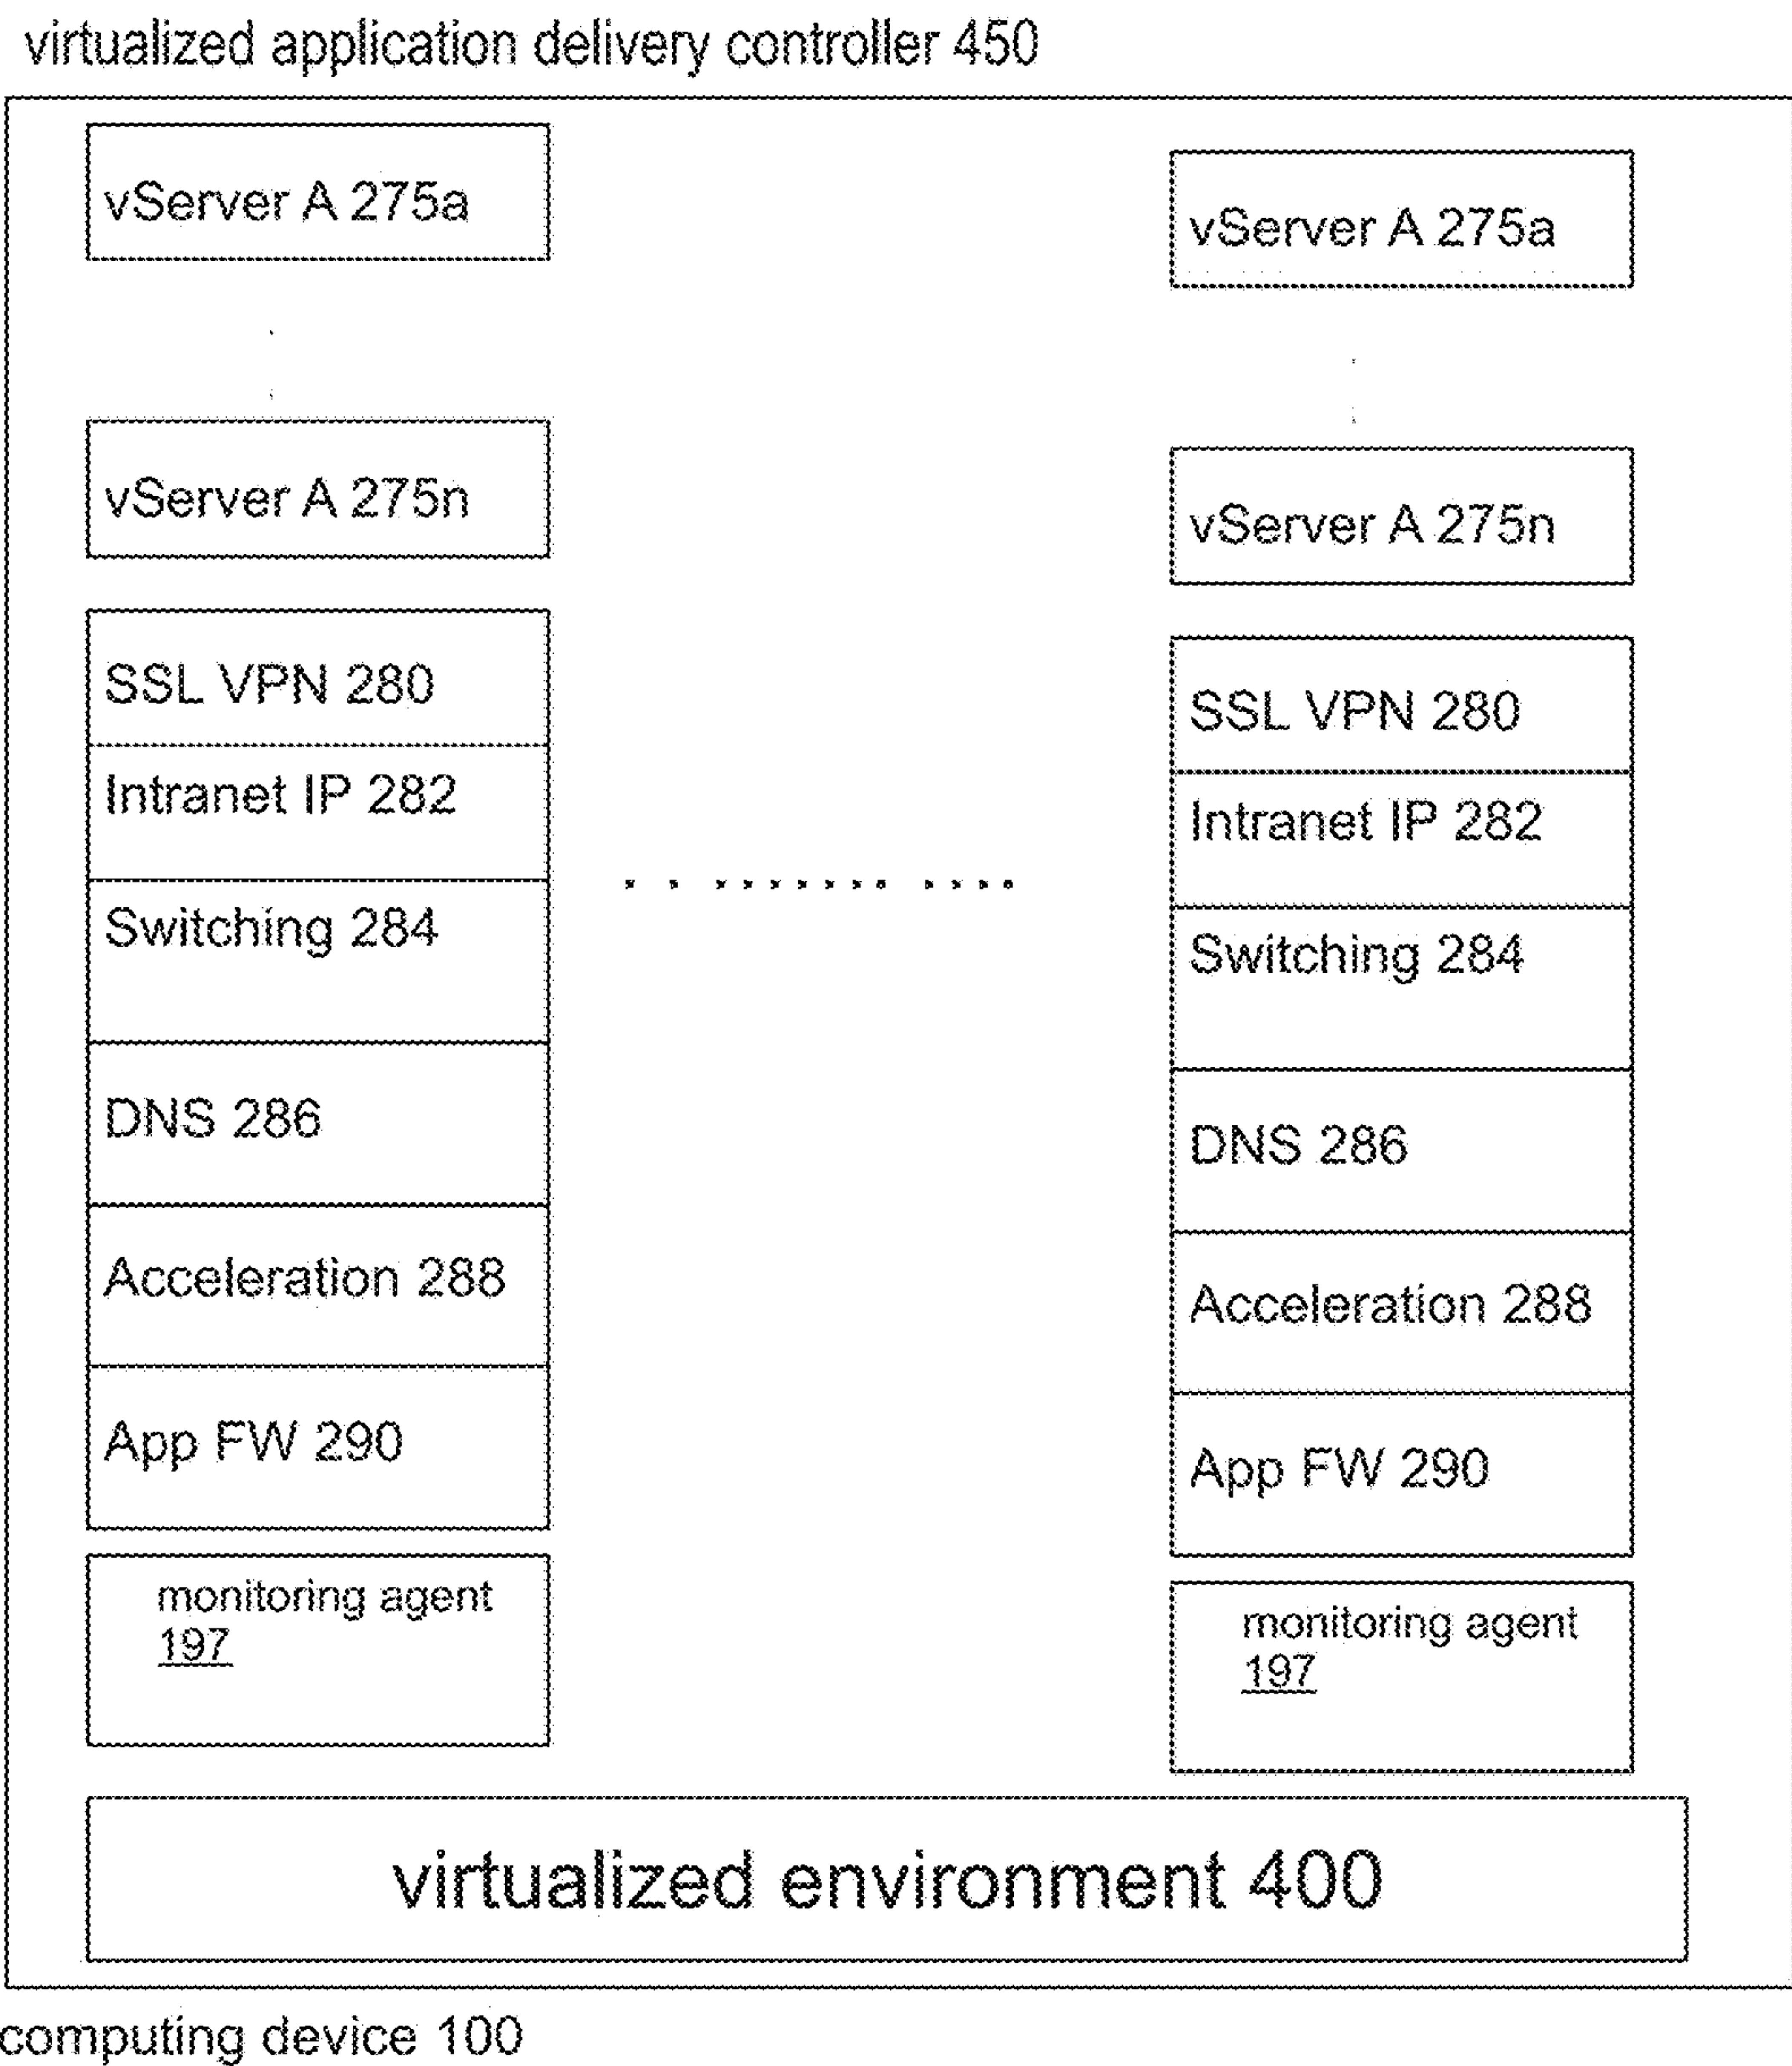 virtualized application delivery controller 450
vServer A 275a
vServer A 275n
SSL VPN 280
Intranet IP 282
Switching 284
DNS 286
Acceleration 288
App FW 290
monitoring agent
197
vServer A 275a
vServer A 275n
SSL VPN 280
Intranet IP 282
Switching 284
DNS 286
Acceleration 288
App FW 290
monitoring agent
197
virtualized environment 400
computing device 100